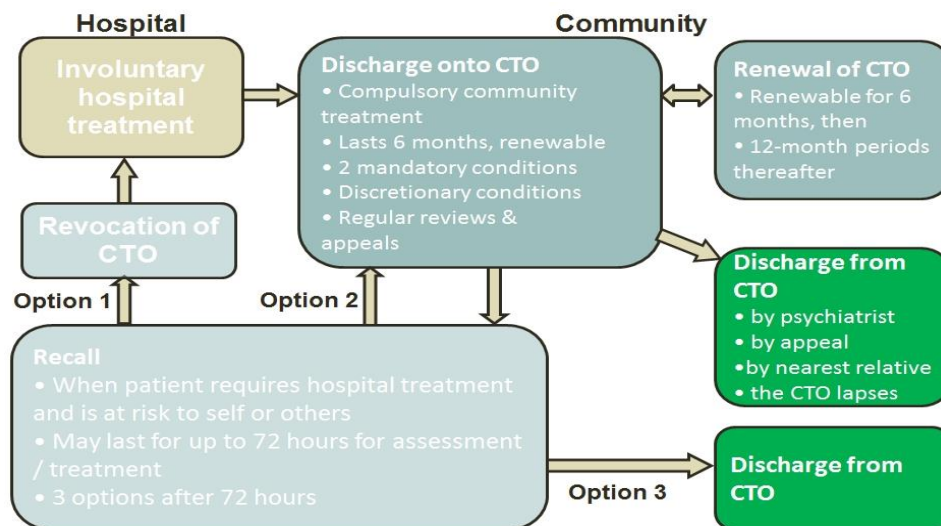 Hospital
Community
Involuntary
hospital
treatment
Discharge onto CTO
• Compulsory community
treatment
• Lasts 6 months, renewable
• 2 mandatory conditions
• Discretionary conditions
• Regular reviews &
appeals
Renewal of CTO
• Renewable for 6
months, then
• 12-month periods
thereafter
Revocation of
CTO
Option 1
Option 2
Discharge from
CTO
• by psychiatrist
• by appeal
•by nearest relative
• the CTO lapses
Recall
• When patient requires hospital treatment
and is at risk to self or others
• May last for up to 72 hours for assessment
/ treatment
• 3 options after 72 hours
Option 3
Discharge from
CTO